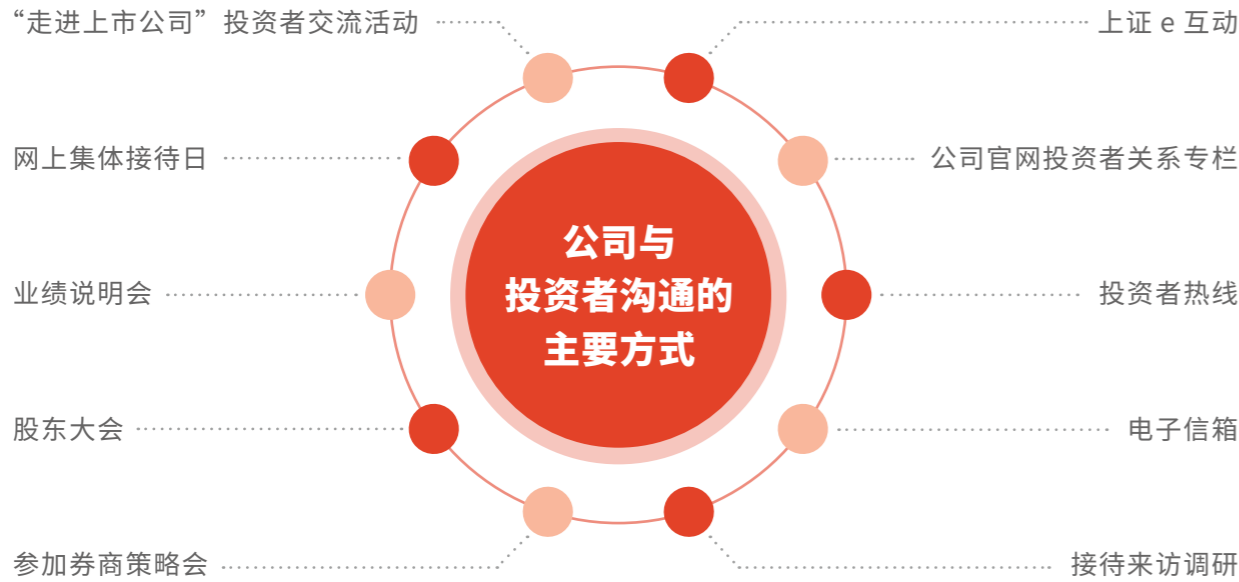 “走进上市公司”投资者交流活动
上证 e 互动
网上集体接待日
公司官网投资者关系专栏
公司与
投资者沟通的
主要方式
业绩说明会
投资者热线
股东大会
电子信箱
参加券商策略会
接待来访调研